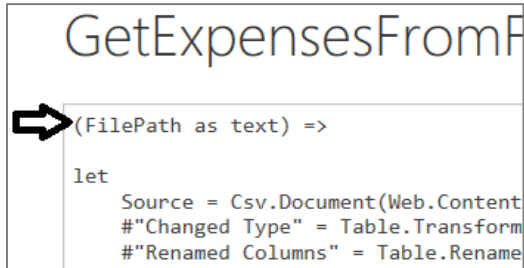 GetExpensesFromF
(FilePath as text) =>
let
Source = Csv.Document(Web.Content
#"Changed Type" = Table.Transform
#"Renamed Columns" = Table.Rename